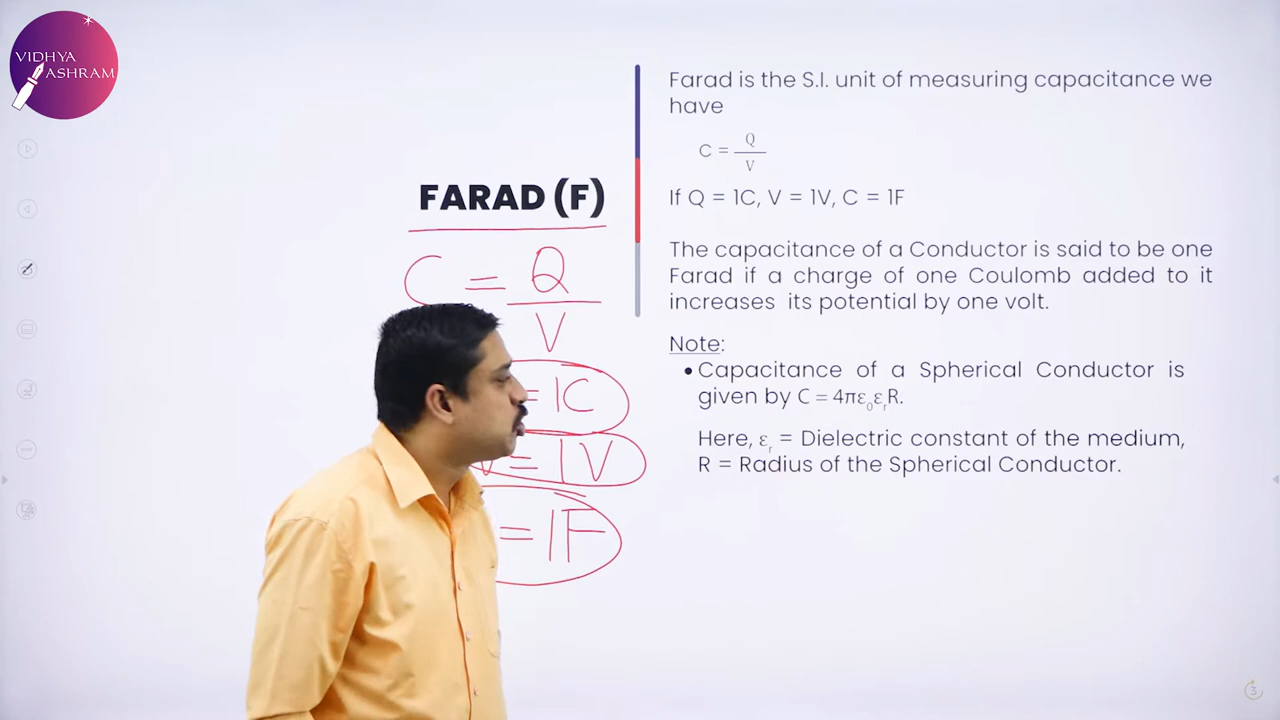 VIDHYA
ASHRAM
FARAD (F)
C = Q
V
= 1C
V = 1V
= 1F
Farad is the S.I. unit of measuring capacitance we
have
C = Q
V
If Q = 1C, V = 1V, C = 1F
The capacitance of a Conductor is said to be one
Farad if a charge of one Coulomb added to it
increases its potential by one volt.
Note:
• Capacitance of a Spherical Conductor is
given by C = 4πε₀εᵣR.
Here, εᵣ = Dielectric constant of the medium,
R = Radius of the Spherical Conductor.
3